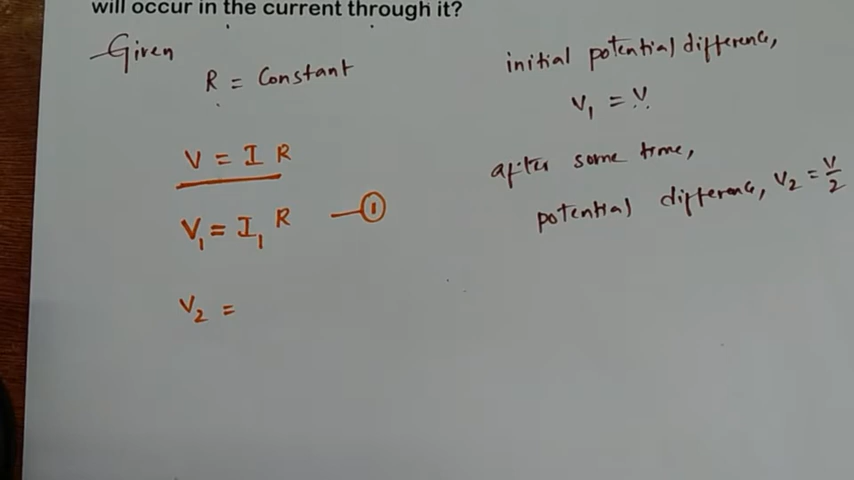 will occur in the current through it?
Given
R = Constant
V = I R
V₁ = I₁ R —①
V₂ =
initial potential difference,
V₁ = V
after some time,
potential difference, V₂ = V/2